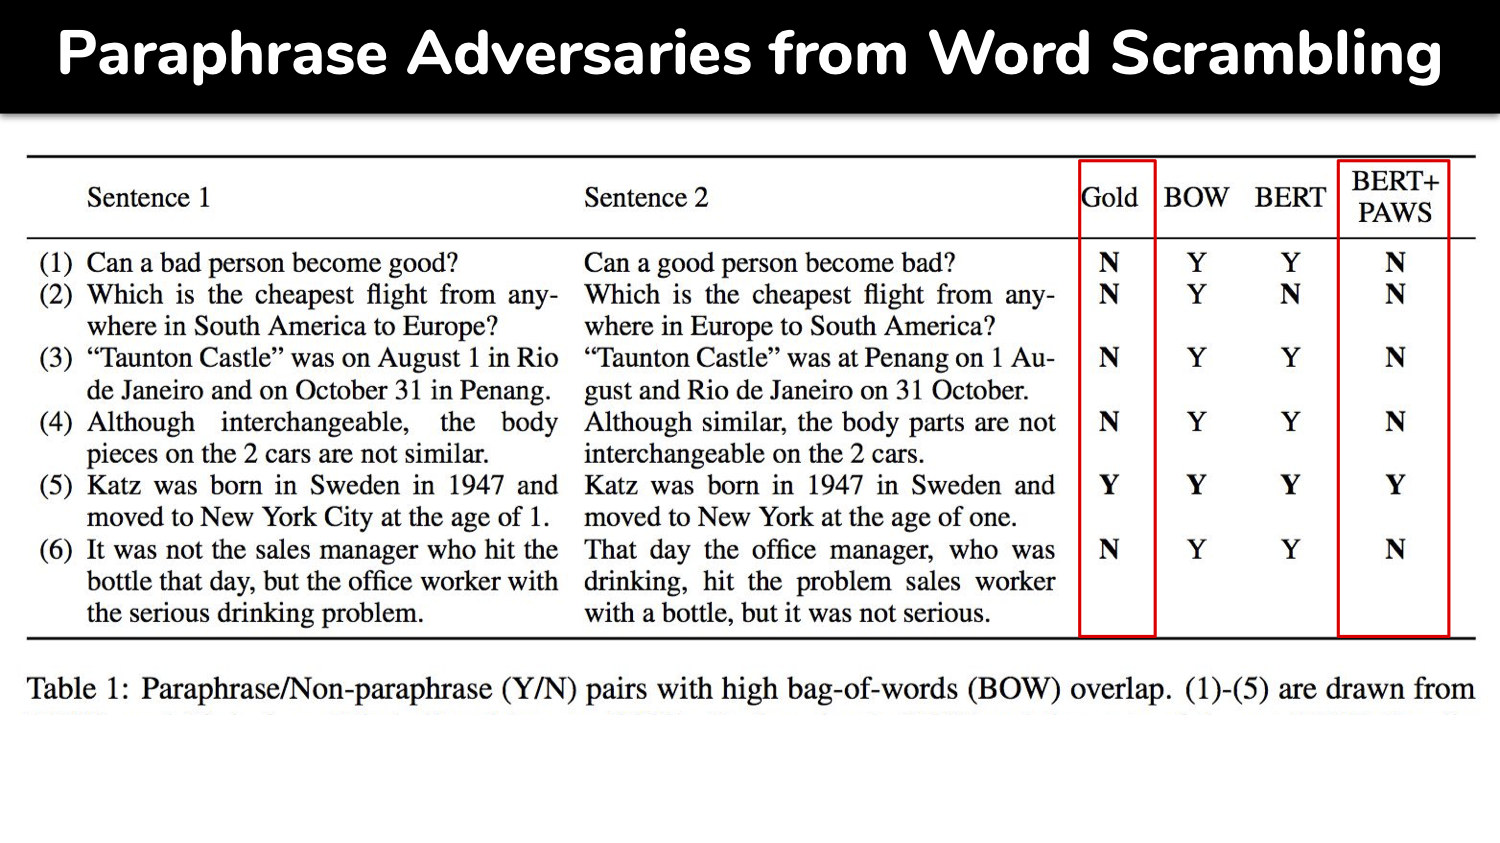 Paraphrase Adversaries from Word Scrambling
Sentence 1 Sentence 2 Gold BOW BERT BERT+ PAWS
(1) Can a bad person become good? Can a good person become bad? N Y Y N
(2) Which is the cheapest flight from any- Which is the cheapest flight from any- N Y N N
where in South America to Europe? where in Europe to South America?
(3) “Taunton Castle” was on August 1 in Rio “Taunton Castle” was at Penang on 1 Au- N Y Y N
de Janeiro and on October 31 in Penang. gust and Rio de Janeiro on 31 October.
(4) Although interchangeable, the body Although similar, the body parts are not N Y Y N
pieces on the 2 cars are not similar. interchangeable on the 2 cars.
(5) Katz was born in Sweden in 1947 and Katz was born in 1947 in Sweden and Y Y Y Y
moved to New York City at the age of 1. moved to New York at the age of one.
(6) It was not the sales manager who hit the That day the office manager, who was N Y Y N
bottle that day, but the office worker with drinking, hit the problem sales worker
the serious drinking problem. with a bottle, but it was not serious.
Table 1: Paraphrase/Non-paraphrase (Y/N) pairs with high bag-of-words (BOW) overlap. (1)-(5) are drawn from